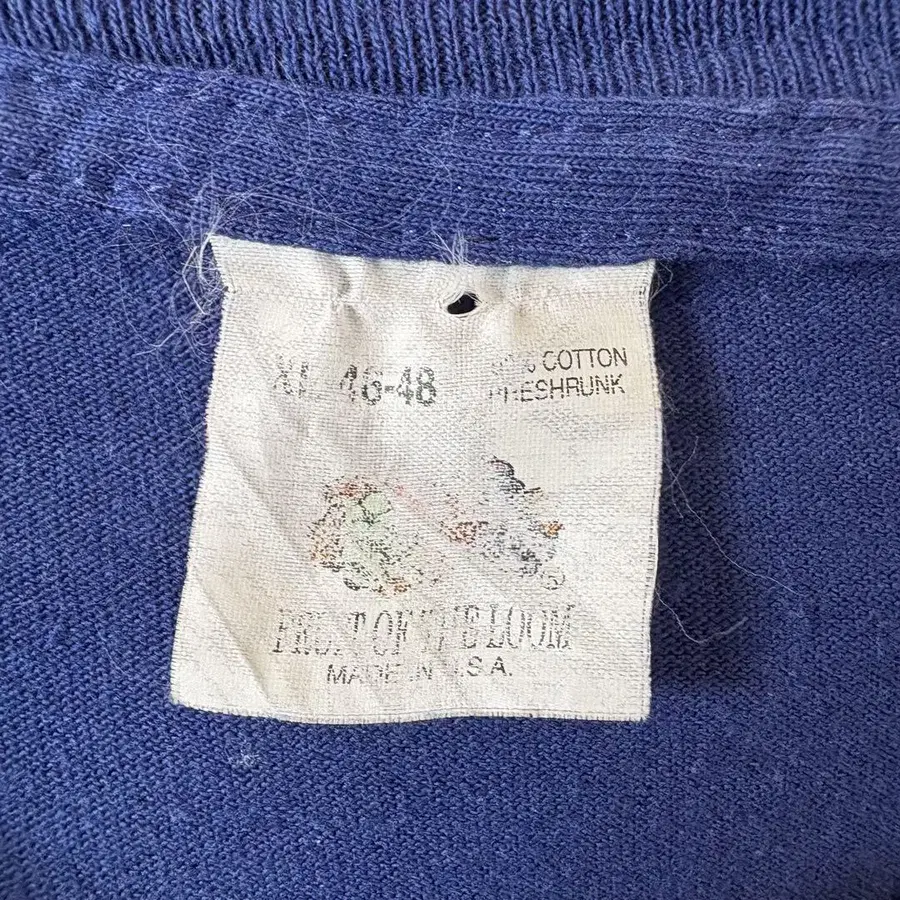 XL 46-48
% COTTON
PRESHRUNK
FRUIT OF THE LOOM
MADE IN U.S.A.